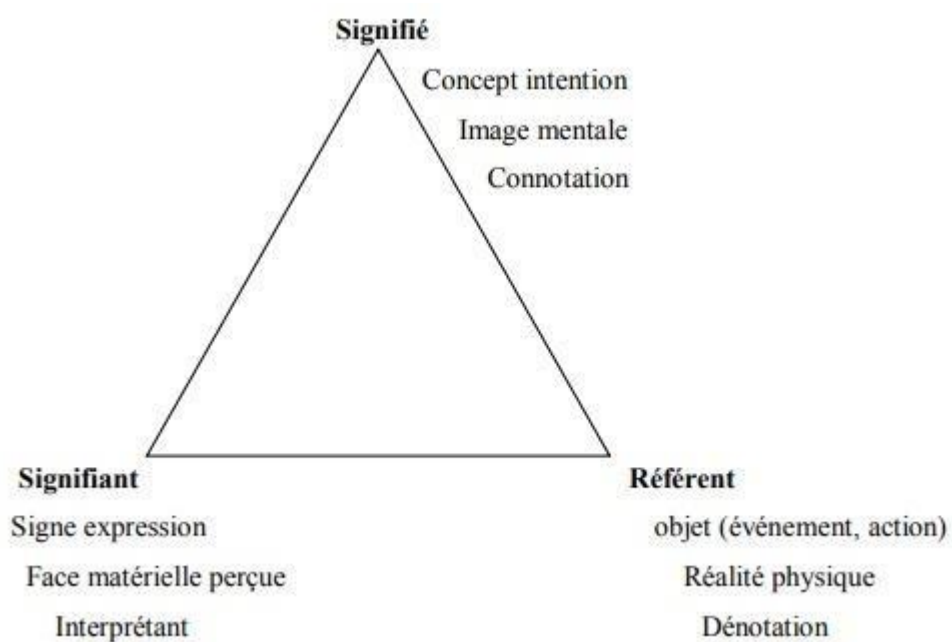 Signifié
Concept intention
Image mentale
Connotation
Signifiant
Référent
Signe expression
objet (événement, action)
Face matérielle perçue
Réalité physique
Interprétant
Dénotation